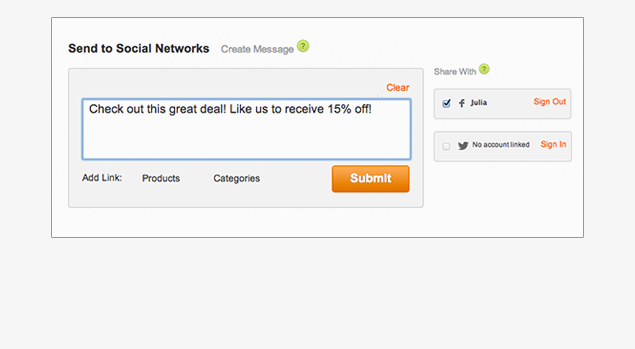 Send to Social Networks Create Message ?
Clear
Check out this great deal! Like us to receive 15% off!
Add Link: Products Categories Submit
Share With ?
Julia Sign Out
No account linked Sign In